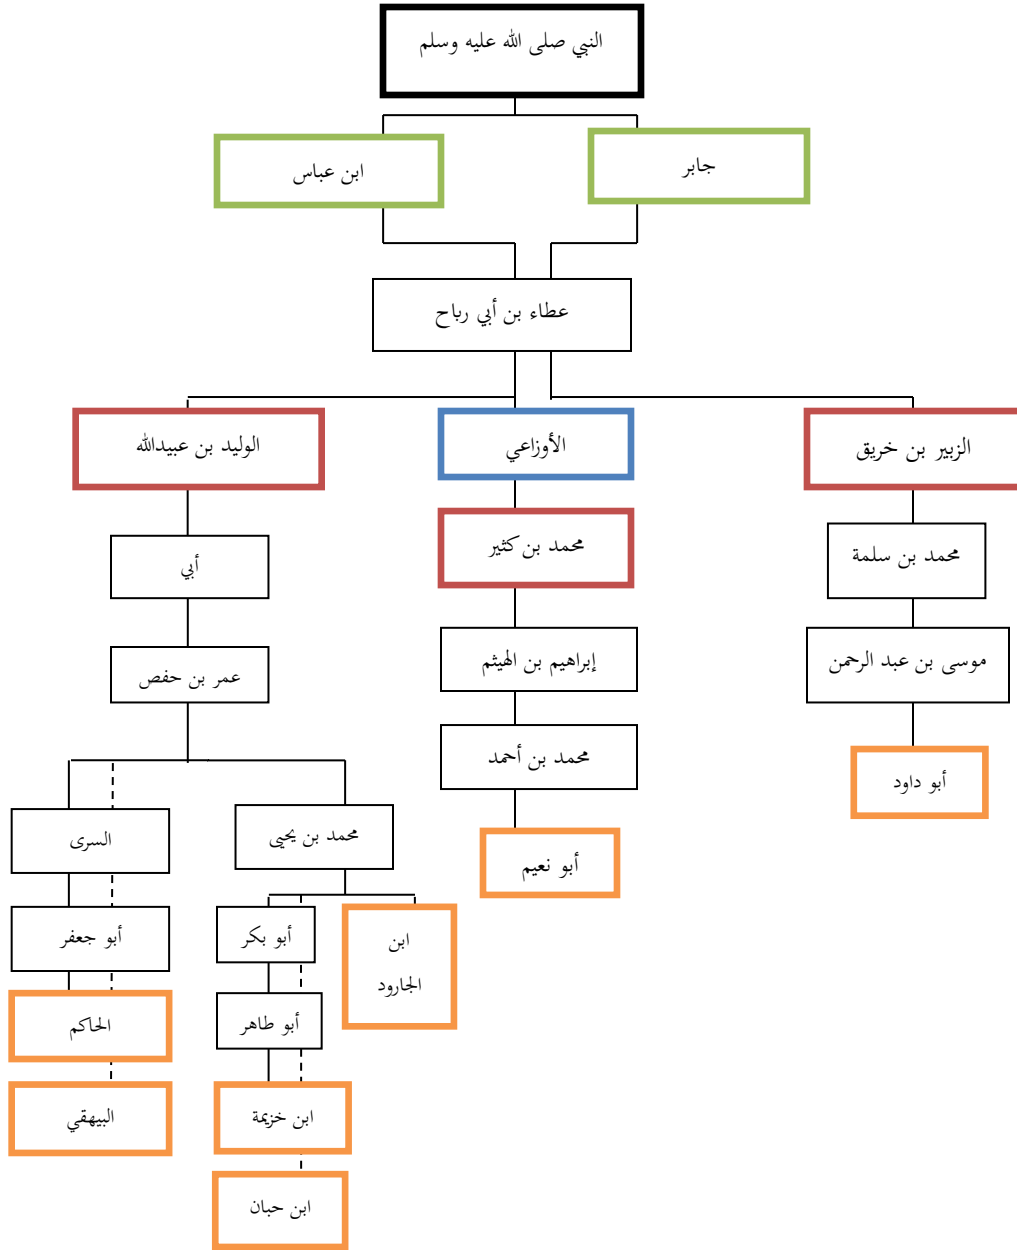 النبي صلى الله عليه وسلم
جابر
ابن عباس
عطاء بن أبي رباح
الزبير بن خريق
الأوزاعي
الوليد بن عبيدالله
محمد بن سلمة
محمد بن كثير
أبي
موسى بن عبد الرحمن
إبراهيم بن الهيثم
عمر بن حفص
أبو داود
محمد بن أحمد
محمد بن يحيى
السرى
أبو نعيم
ابن
الجارود
أبو بكر
أبو جعفر
أبو طاهر
الحاكم
ابن خزيمة
البيهقي
ابن حبان